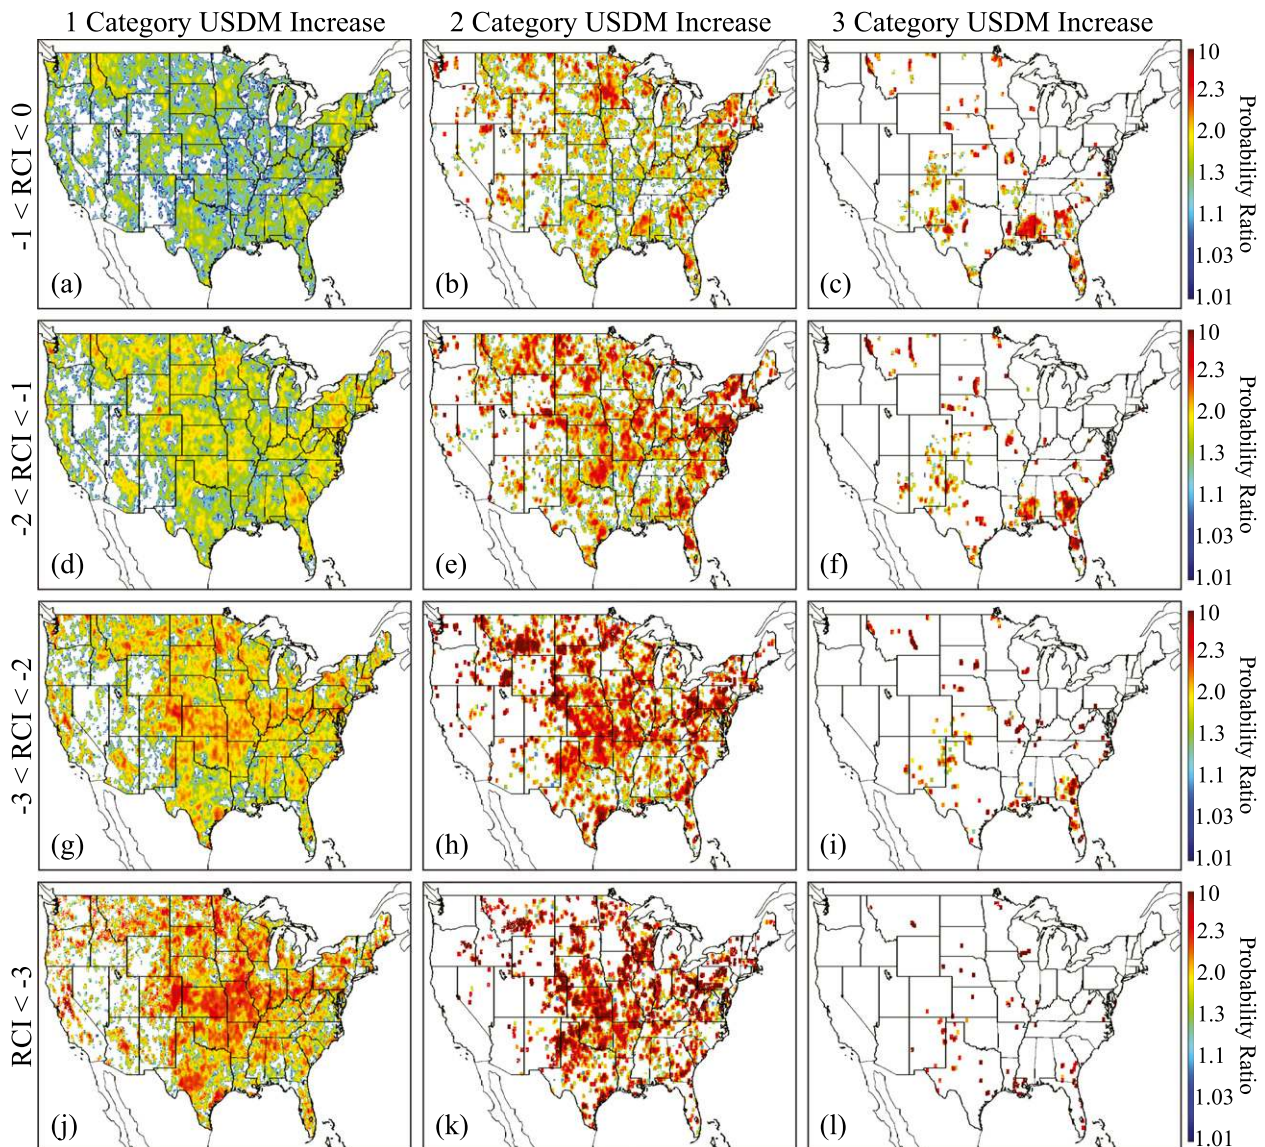 1 Category USDM Increase
2 Category USDM Increase
3 Category USDM Increase
-1 < RCI < 0
(a)
(b)
(c)
10
2.3
2.0
1.3
1.1
1.03
1.01
Probability Ratio
-2 < RCI < -1
(d)
(e)
(f)
10
2.3
2.0
1.3
1.1
1.03
1.01
Probability Ratio
-3 < RCI < -2
(g)
(h)
(i)
10
2.3
2.0
1.3
1.1
1.03
1.01
Probability Ratio
RCI < -3
(j)
(k)
(l)
10
2.3
2.0
1.3
1.1
1.03
1.01
Probability Ratio